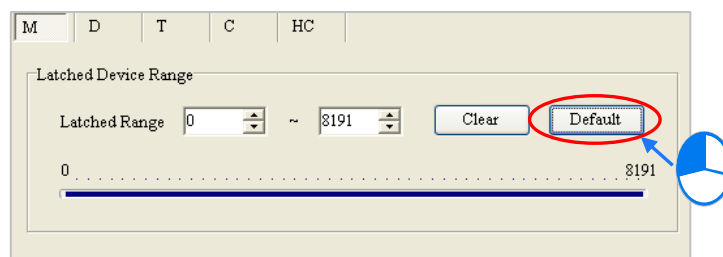 M D T C HC
Latched Device Range
Latched Range 0 ~ 8191 Clear Default
0 8191